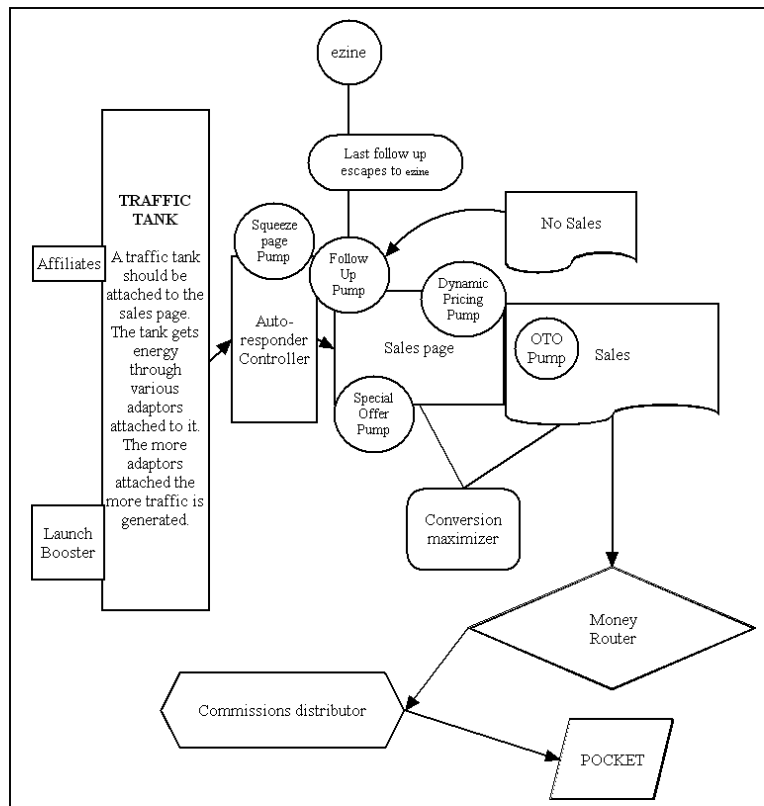 ezine
Last follow up
escapes to ezine
TRAFFIC
TANK
A traffic tank
should be
attached to the
sales page.
The tank gets
energy
through
various
adaptors
attached to it.
The more
adaptors
attached the
more traffic is
generated.
Affiliates
Launch
Booster
Squeeze
page
Pump
Auto-
responder
Controller
Follow
Up
Pump
No Sales
Dynamic
Pricing
Pump
Sales page
Special
Offer
Pump
OTO
Pump
Sales
Conversion
maximizer
Money
Router
Commissions distributor
POCKET